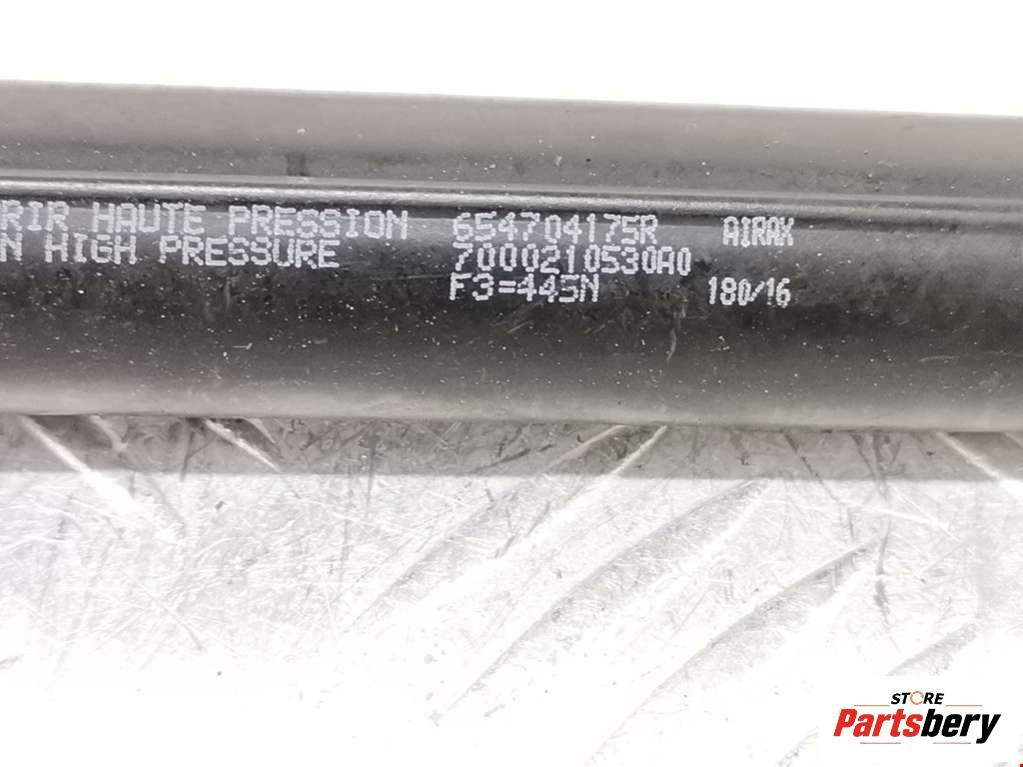 RIR HAUTE PRESSION 654704175R AIRAX
N HIGH PRESSURE 7000210530A0
F3=445N 180/16
STORE
Partsbery